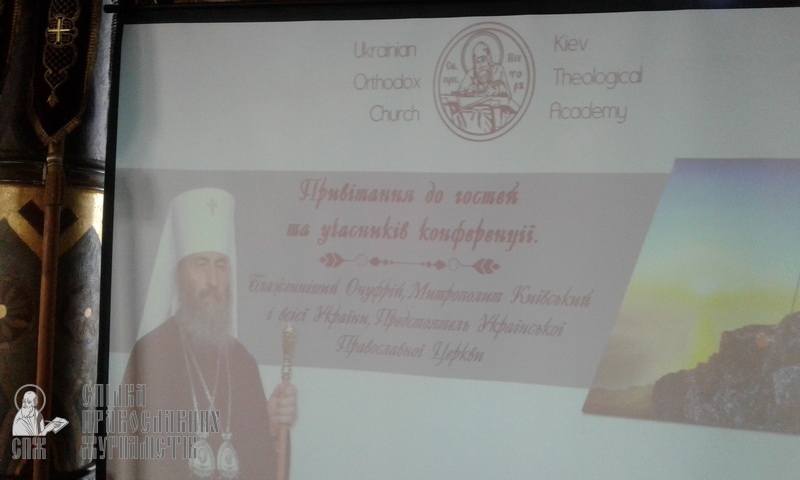 Ukrainian
Orthodox
Church
Kiev
Theological
Academy
Привітання до гостей
та учасників конференції.
Блаженніший Онуфрій, Митрополит Київський
і всієї України, Предстоятель Української
Православної Церкви
СПІЛКА
ПРАВОСЛАВНИХ
ЖУРНАЛІСТІВ
СПЖ